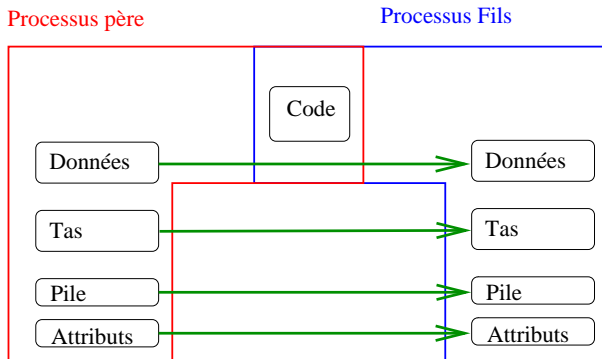 Processus père
Processus Fils
Code
Données
Données
Tas
Tas
Pile
Pile
Attributs
Attributs